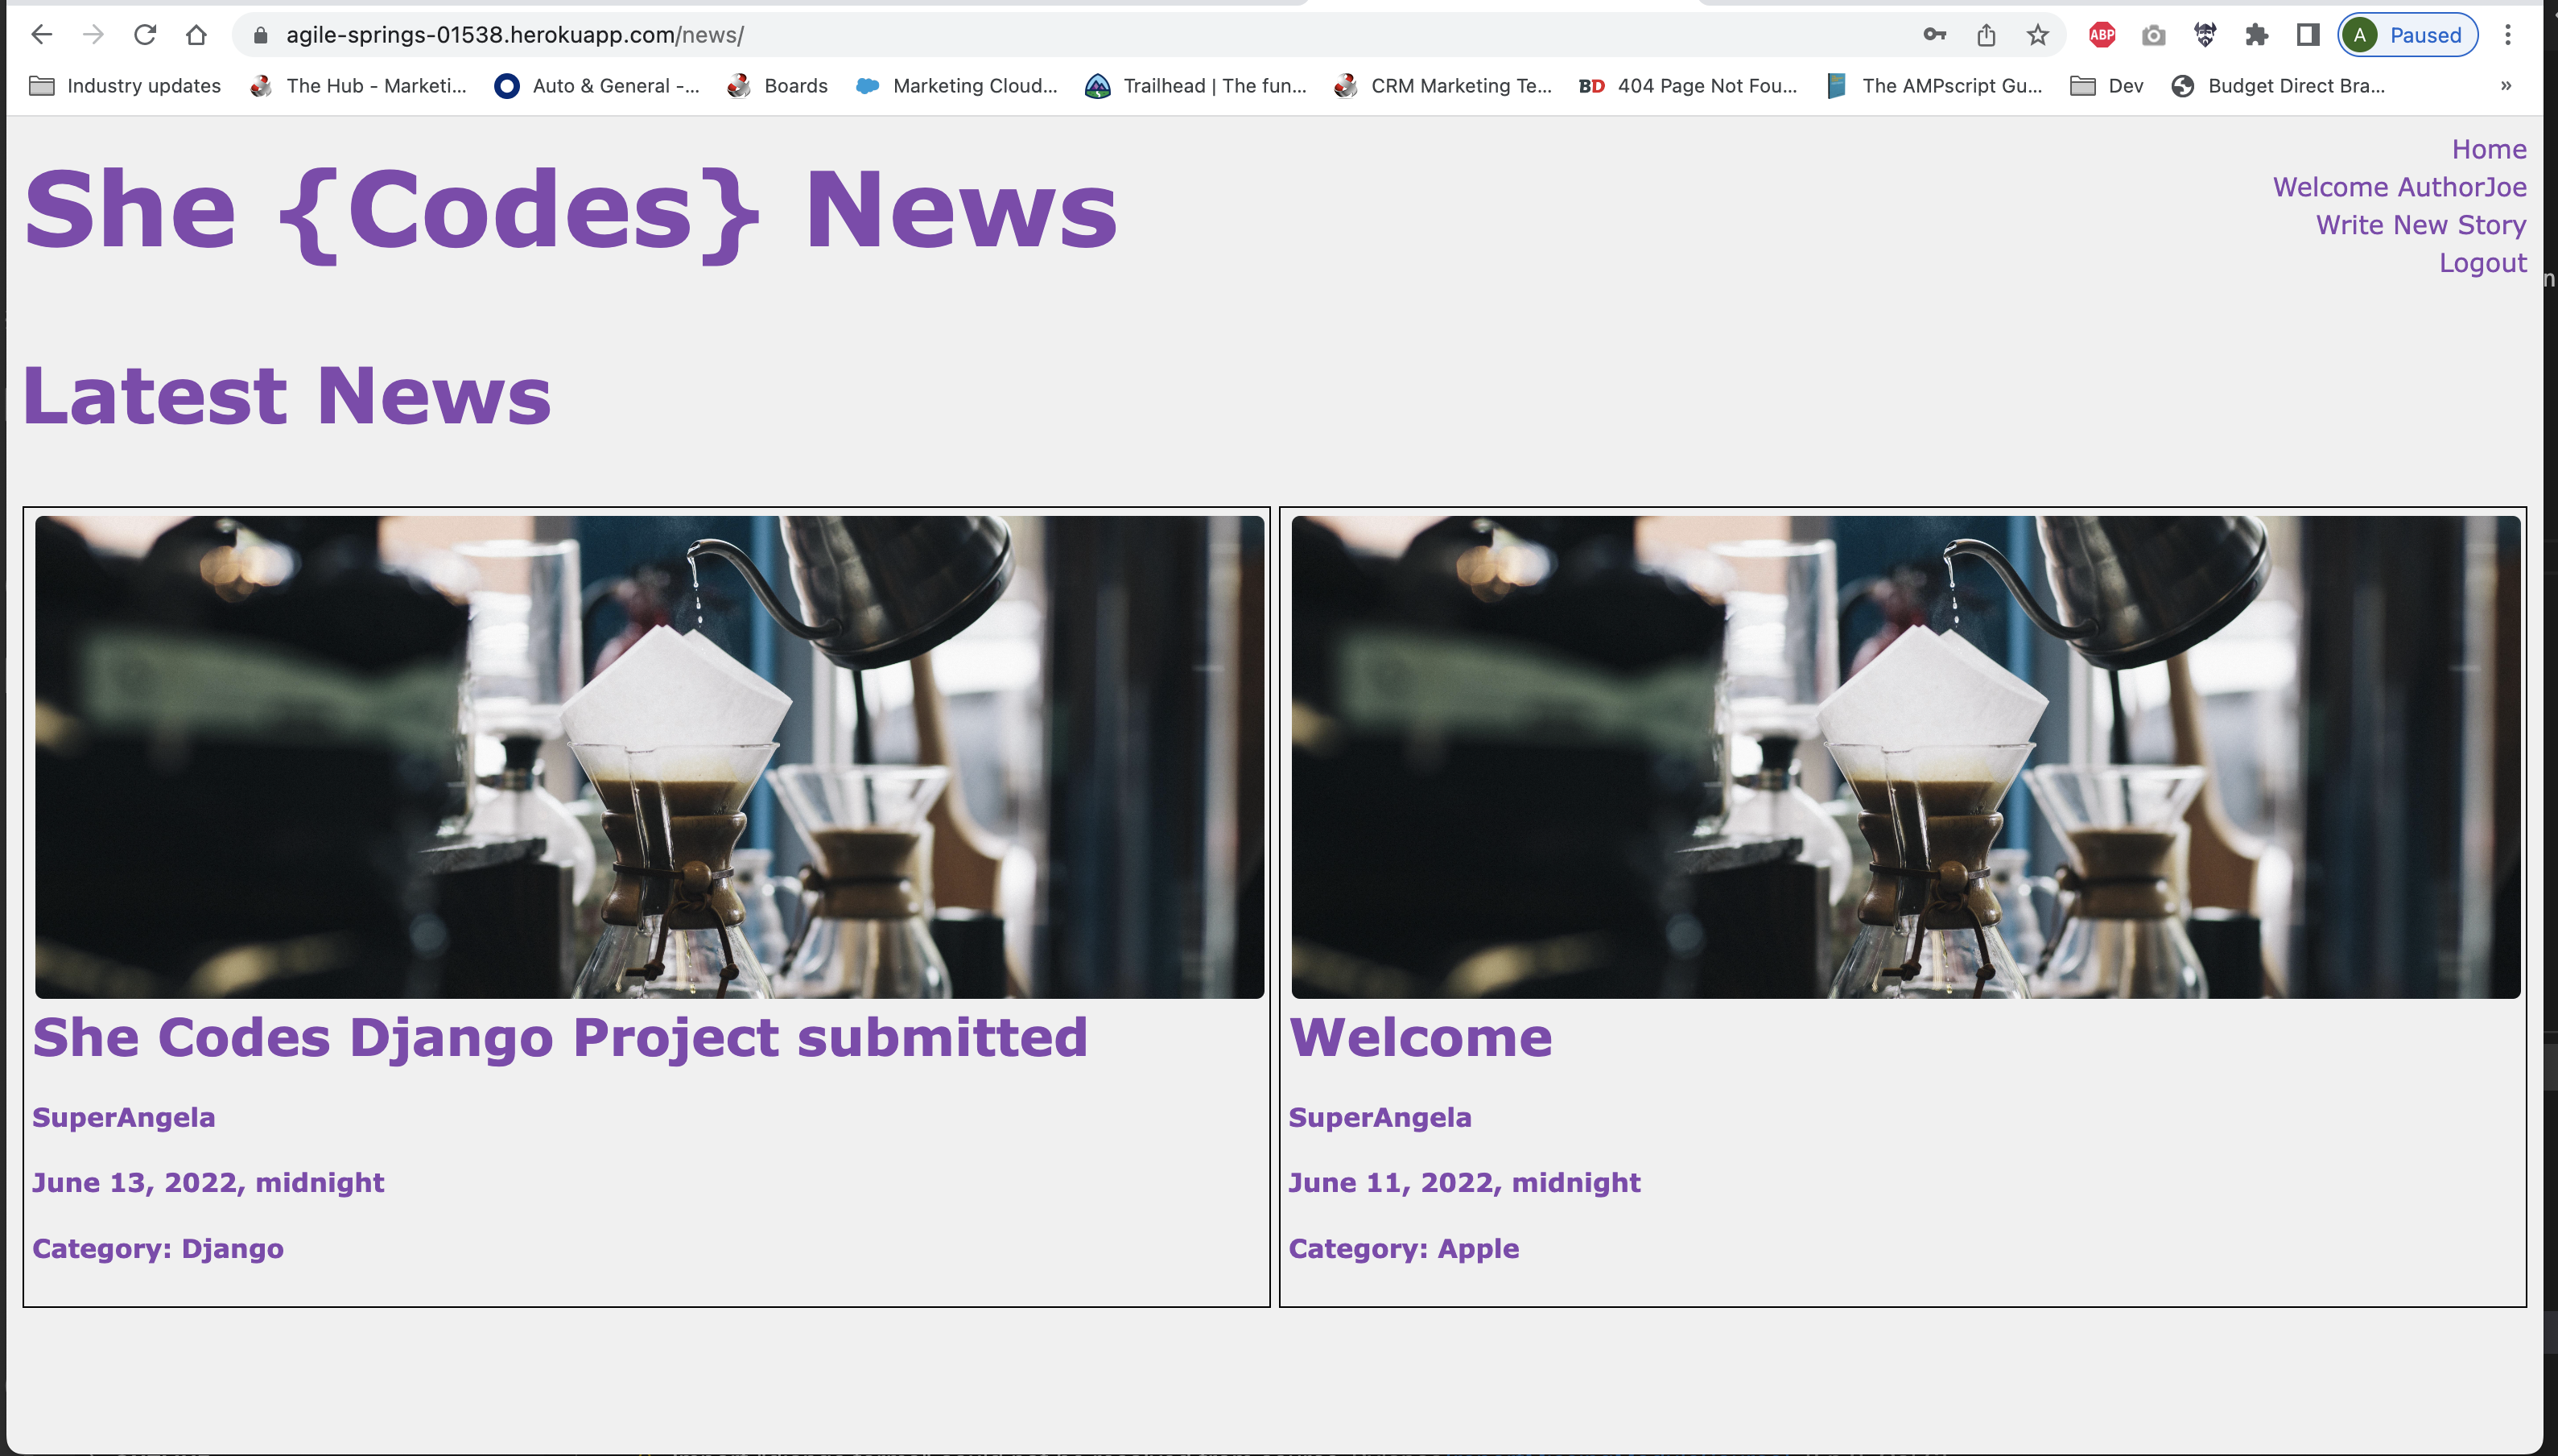 agile-springs-01538.herokuapp.com/news/
ABP
A Paused
Industry updates The Hub - Marketi... Auto & General -... Boards Marketing Cloud... Trailhead | The fun... CRM Marketing Te... BD 404 Page Not Fou... The AMPscript Gu... Dev Budget Direct Bra... »
Home
She {Codes} News
Welcome AuthorJoe
Write New Story
Logout
Latest News
She Codes Django Project submitted
SuperAngela
June 13, 2022, midnight
Category: Django
Welcome
SuperAngela
June 11, 2022, midnight
Category: Apple